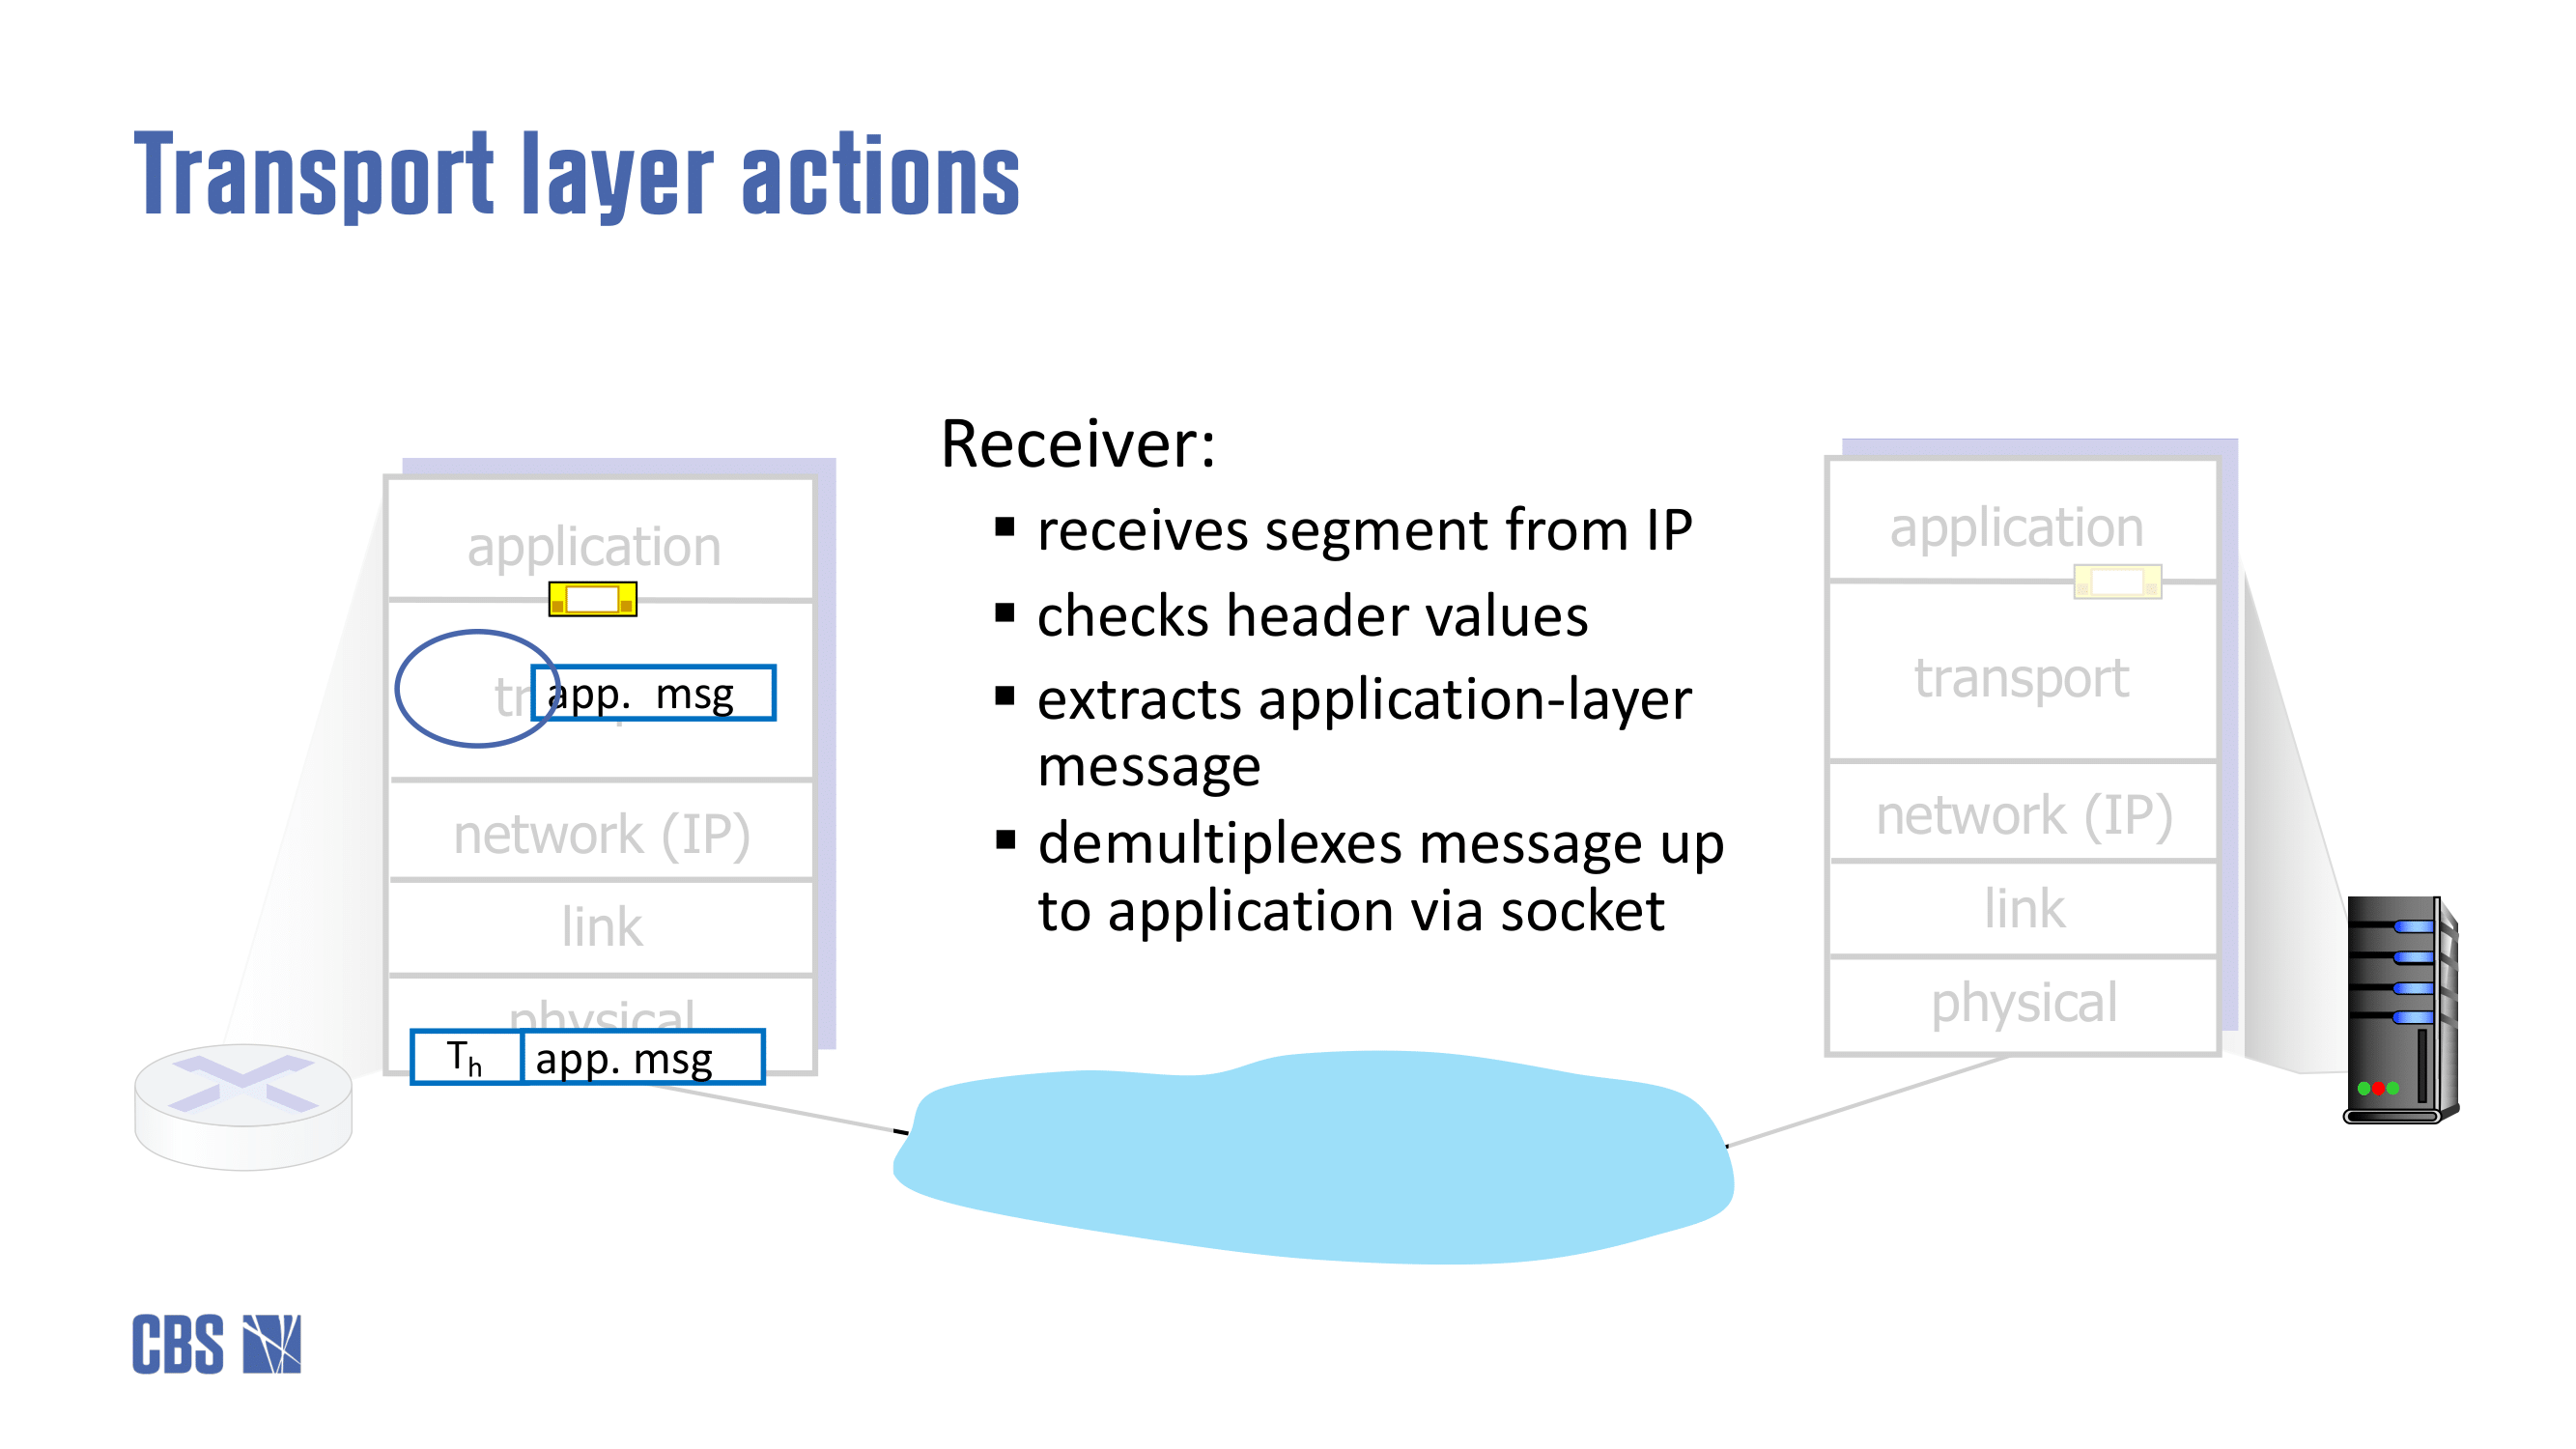 Transport layer actions
Receiver:
▪ receives segment from IP
▪ checks header values
▪ extracts application-layer
message
▪ demultiplexes message up
to application via socket
application
tr
app. msg
network (IP)
link
physical
Th app. msg
application
transport
network (IP)
link
physical
CBS